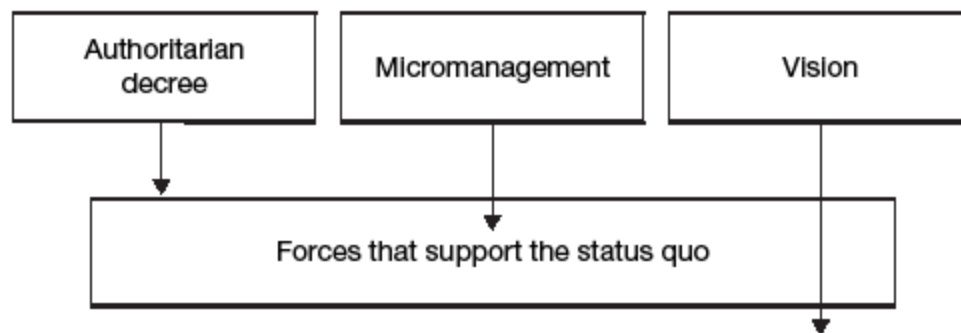 Authoritarian
decree
Micromanagement
Vision
Forces that support the status quo